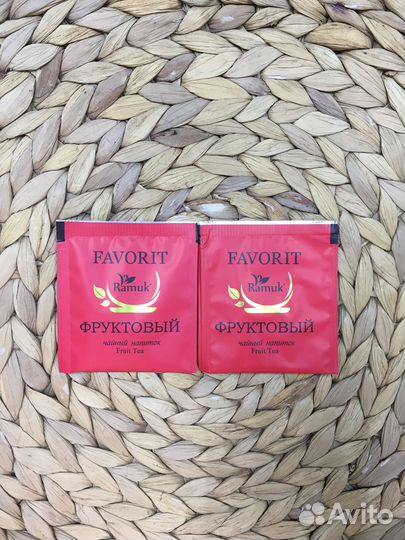 FAVORIT
Ramuk
ФРУКТОВЫЙ
чайный напиток
Fruit Tea
FAVORIT
Ramuk
ФРУКТОВЫЙ
чайный напиток
Fruit Tea
Avito